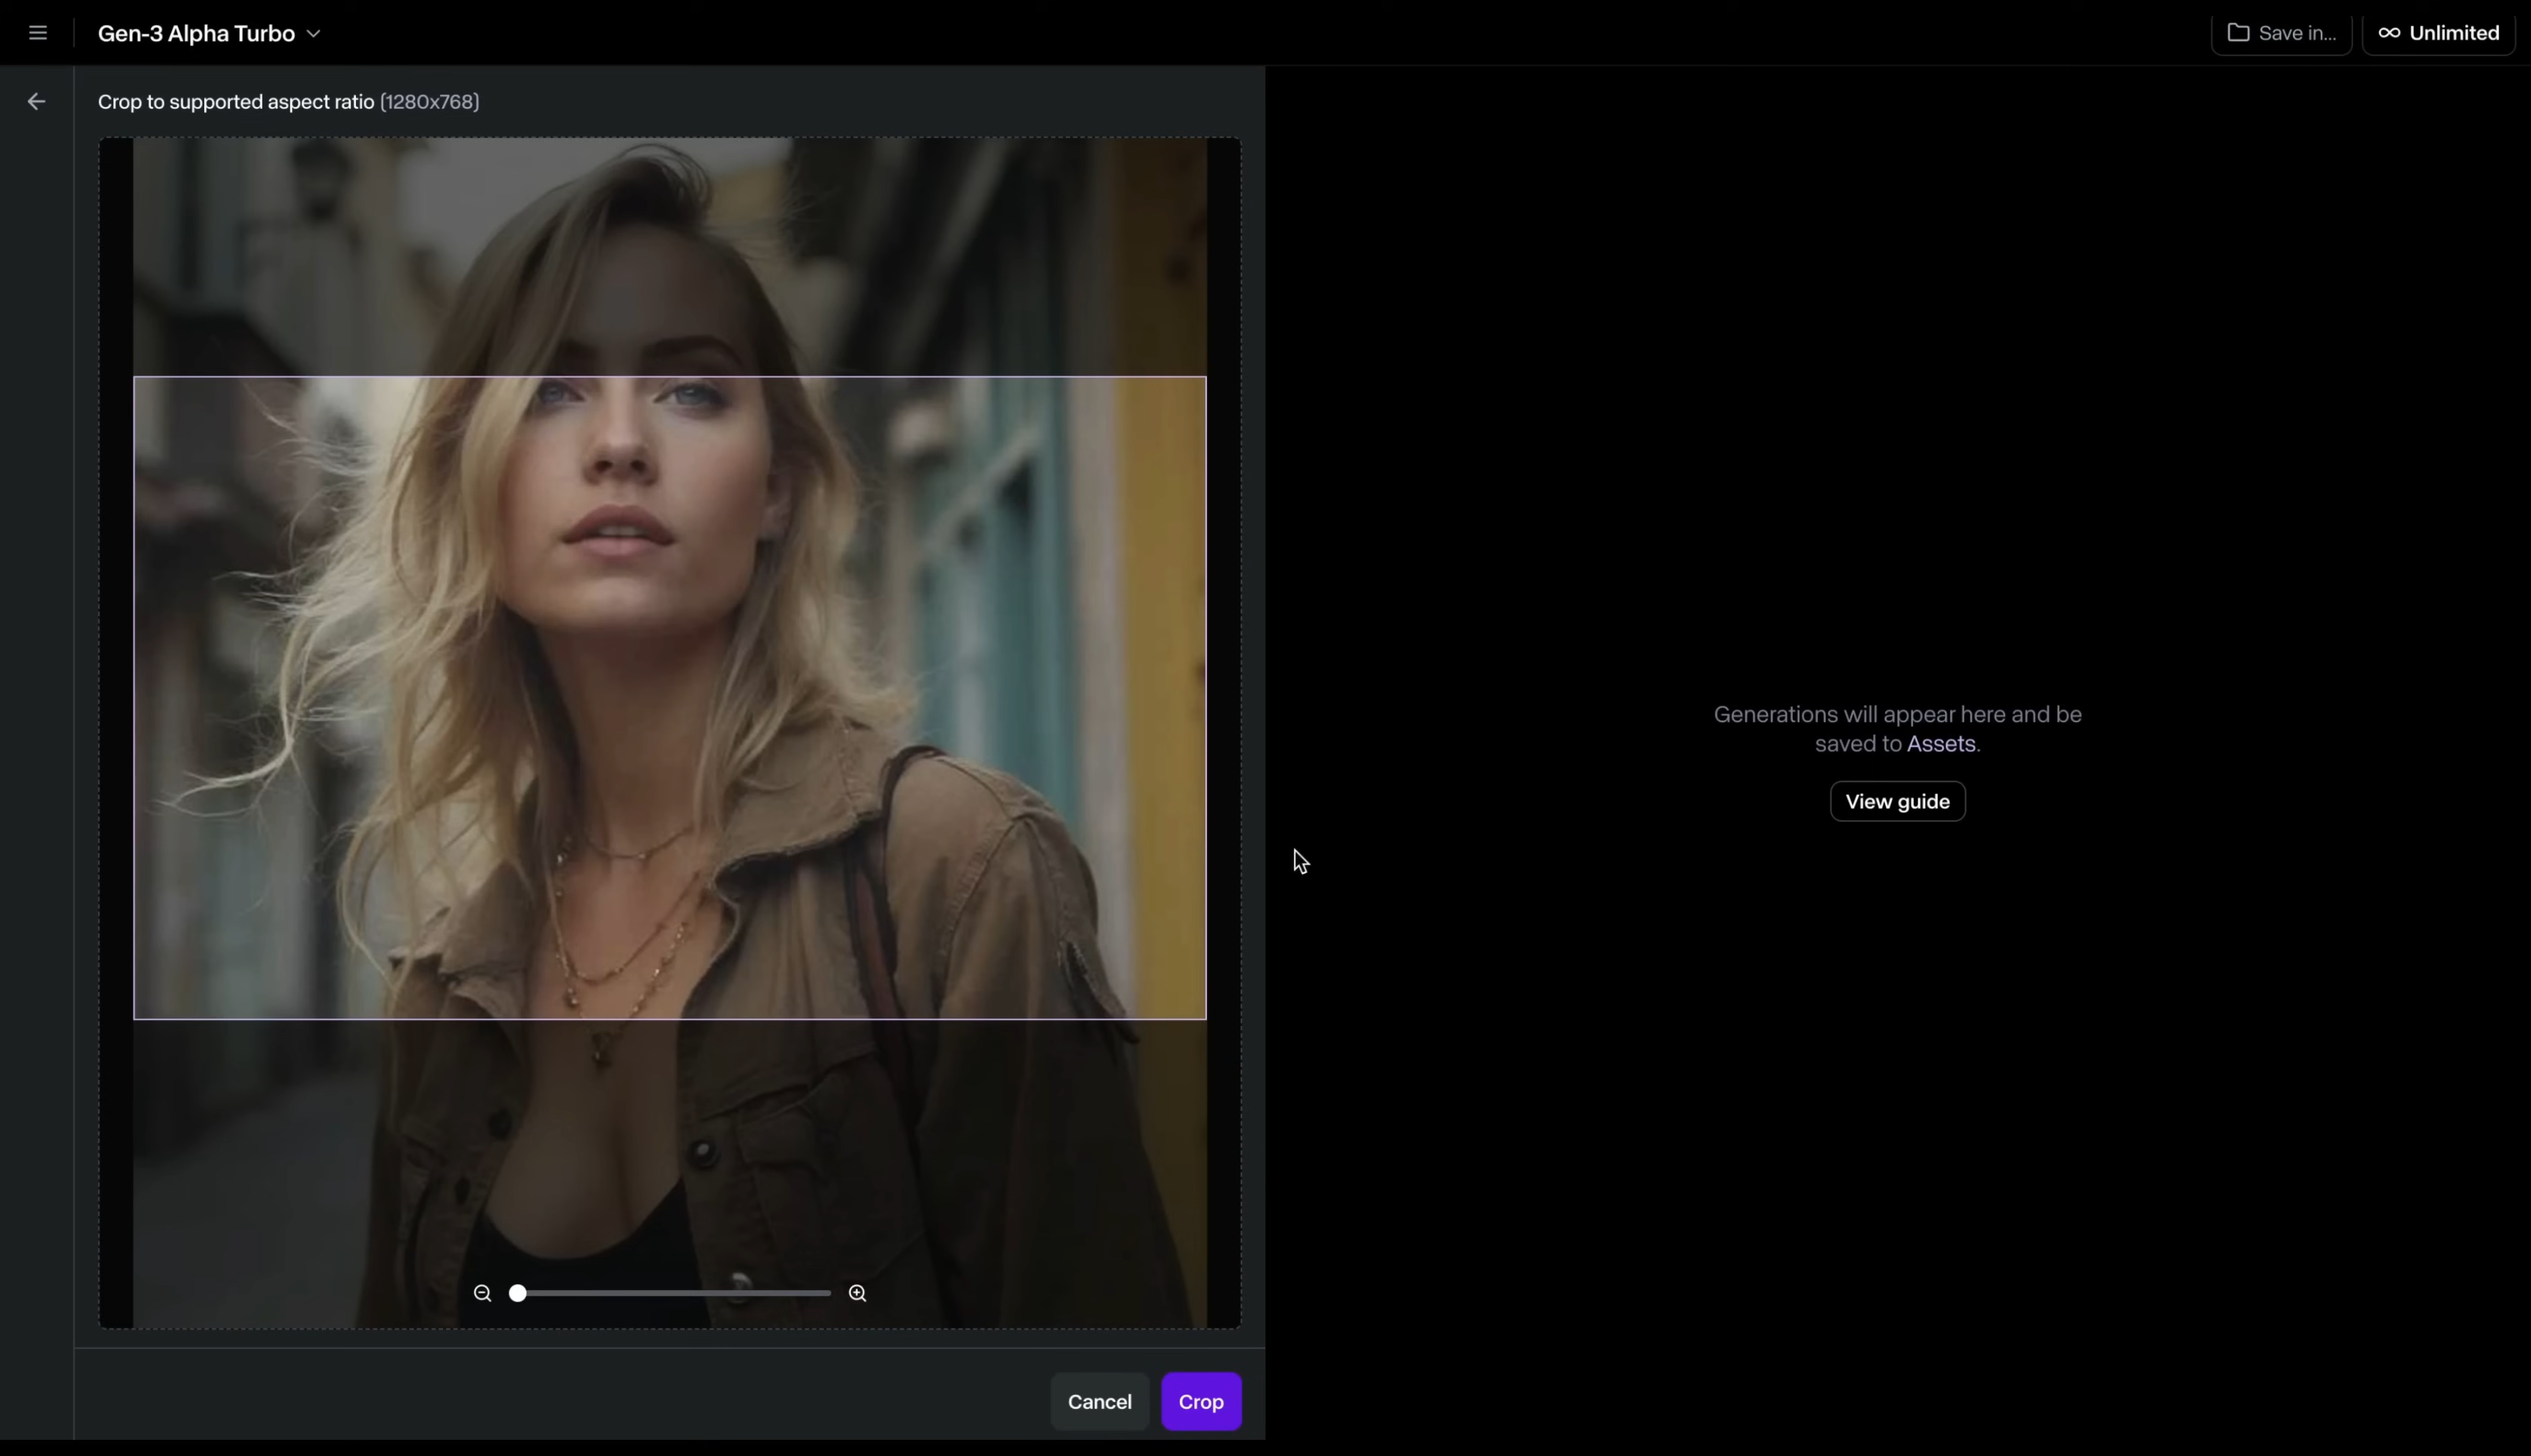 Gen-3 Alpha Turbo
Save in...
Unlimited
Crop to supported aspect ratio (1280x768)
Generations will appear here and be
saved to Assets.
View guide
Cancel
Crop